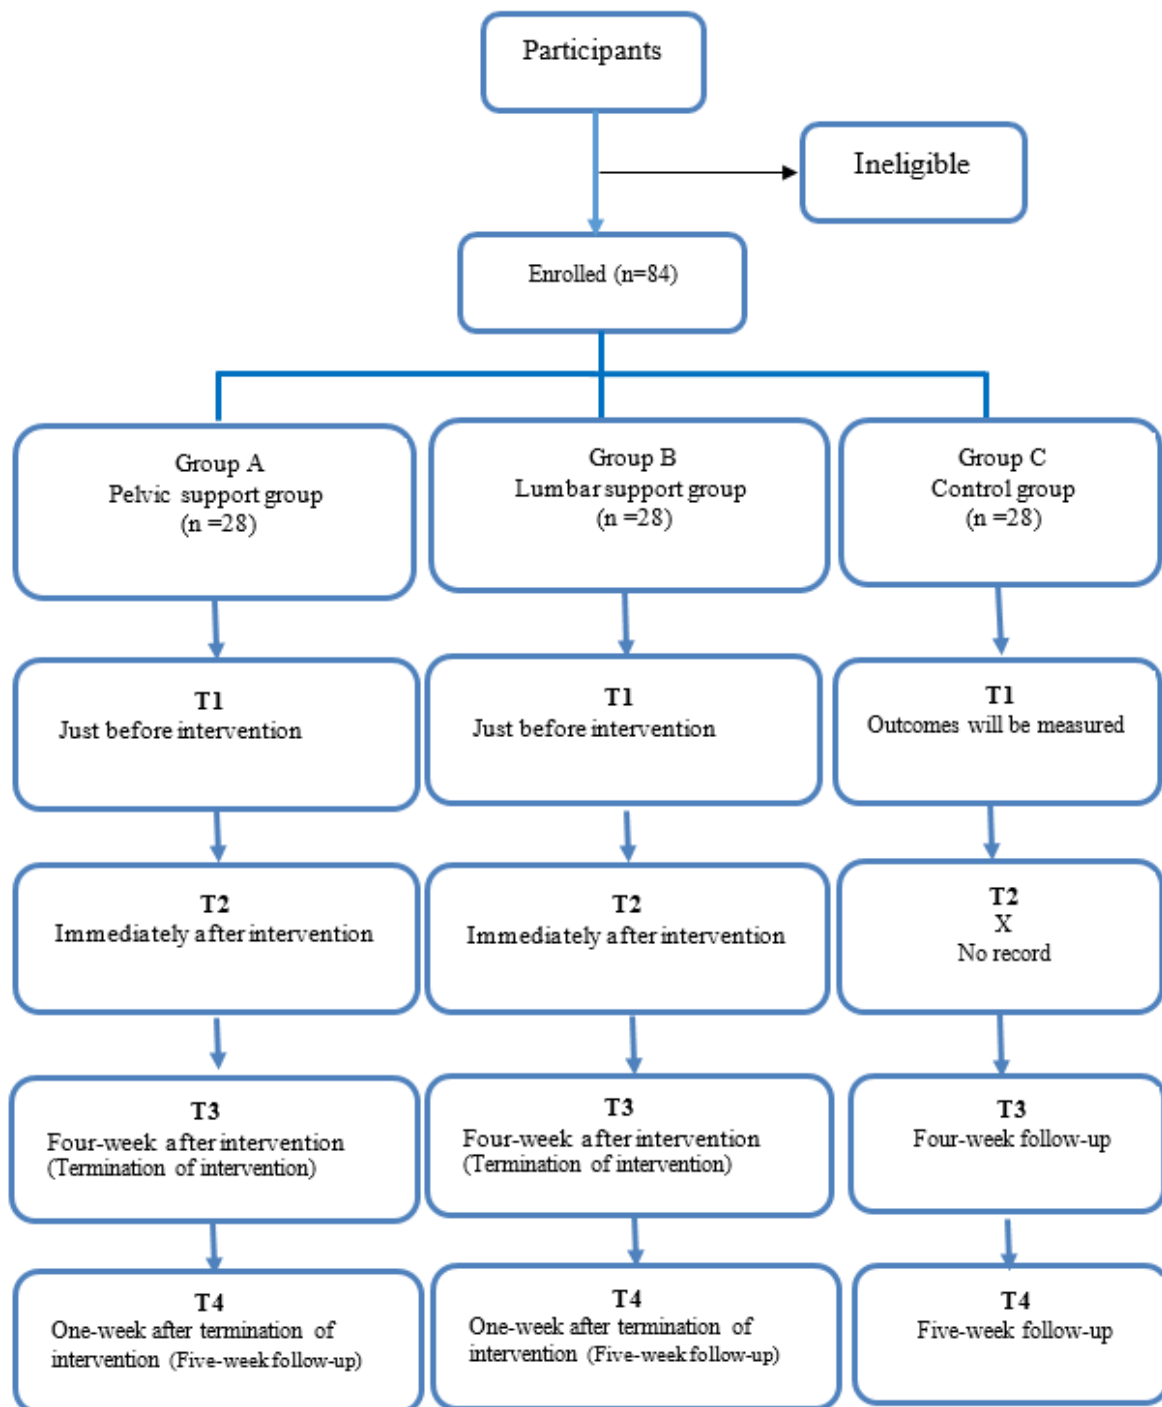 Participants
Ineligible
Enrolled (n=84)
Group A
Pelvic support group
(n =28)
Group B
Lumbar support group
(n =28)
Group C
Control group
(n =28)
T1
Just before intervention
T1
Just before intervention
T1
Outcomes will be measured
T2
Immediately after intervention
T2
Immediately after intervention
T2
X
No record
T3
Four-week after intervention
(Termination of intervention)
T3
Four-week after intervention
(Termination of intervention)
T3
Four-week follow-up
T4
One-week after termination of
intervention (Five-week follow-up)
T4
One-week after termination of
intervention (Five-week follow-up)
T4
Five-week follow-up